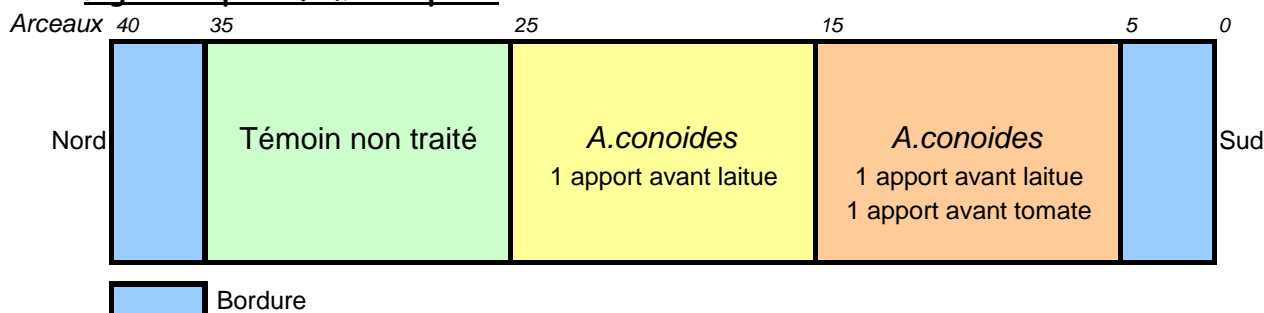 Arceaux 40 35 25 15 5 0
Nord Témoin non traité A.conoides A.conoides Sud
1 apport avant laitue 1 apport avant laitue
1 apport avant tomate
Bordure